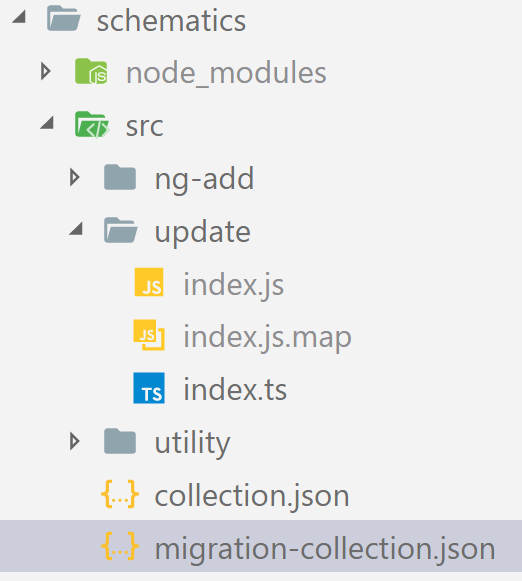 schematics
node_modules
src
ng-add
update
JS index.js
JS index.js.map
TS index.ts
utility
{...} collection.json
{...} migration-collection.json